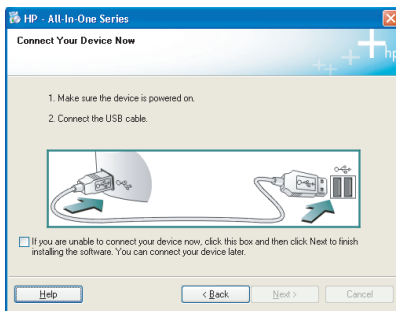 HP - All-In-One Series
Connect Your Device Now
hp
1. Make sure the device is powered on.
2. Connect the USB cable.
If you are unable to connect your device now, click this box and then click Next to finish
installing the software. You can connect your device later.
Help
< Back
Next >
Cancel